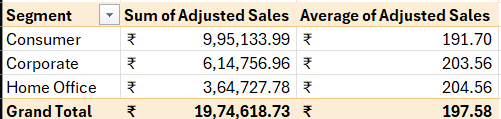 Segment Sum of Adjusted Sales Average of Adjusted Sales
Consumer ₹ 9,95,133.99 ₹ 191.70
Corporate ₹ 6,14,756.96 ₹ 203.56
Home Office ₹ 3,64,727.78 ₹ 204.56
Grand Total ₹ 19,74,618.73 ₹ 197.58